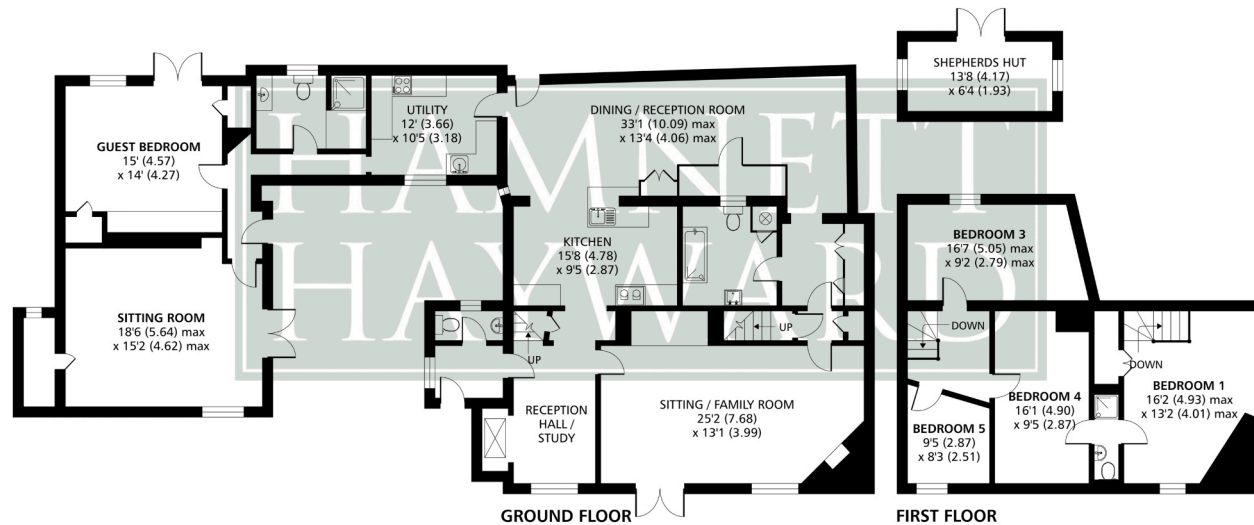 HAMNETT
HAYWARD
SHEPHERDS HUT
13'8 (4.17)
x 6'4 (1.93)
UTILITY
12' (3.66)
x 10'5 (3.18)
DINING / RECEPTION ROOM
33'1 (10.09) max
x 13'4 (4.06) max
GUEST BEDROOM
15' (4.57)
x 14' (4.27)
KITCHEN
15'8 (4.78)
x 9'5 (2.87)
BEDROOM 3
16'7 (5.05) max
x 9'2 (2.79) max
SITTING ROOM
18'6 (5.64) max
x 15'2 (4.62) max
UP
UP
DOWN
DOWN
RECEPTION
HALL /
STUDY
SITTING / FAMILY ROOM
25'2 (7.68)
x 13'1 (3.99)
BEDROOM 5
9'5 (2.87)
x 8'3 (2.51)
BEDROOM 4
16'1 (4.90)
x 9'5 (2.87)
BEDROOM 1
16'2 (4.93) max
x 13'2 (4.01) max
GROUND FLOOR
FIRST FLOOR